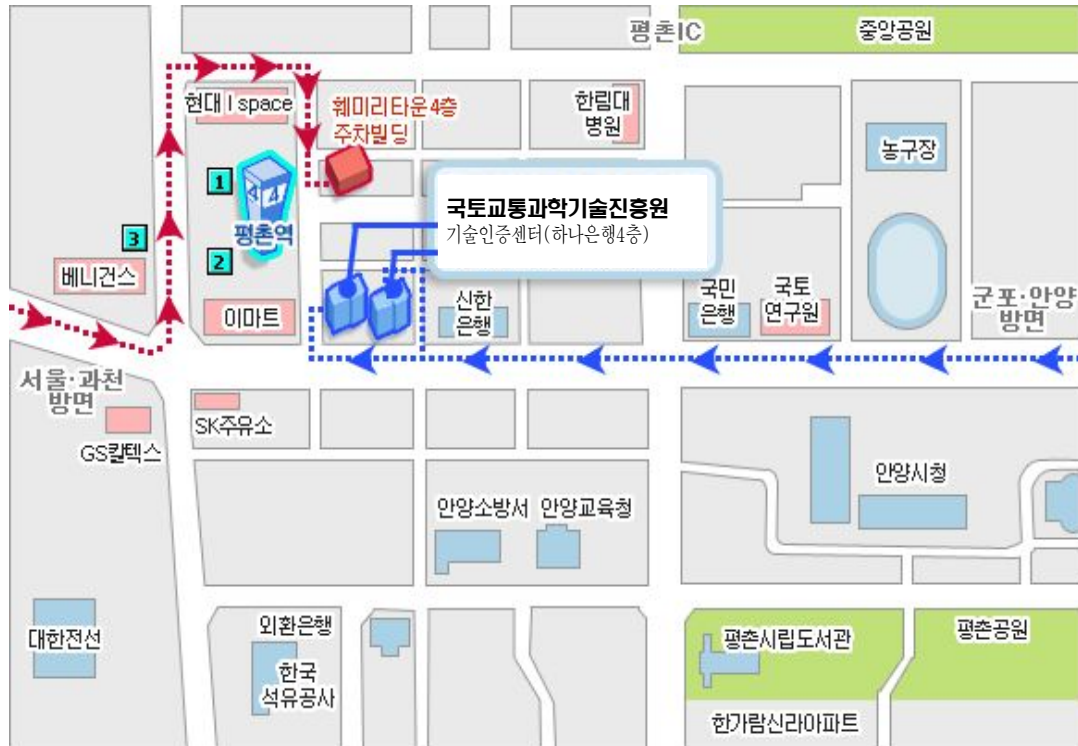 평촌IC
중앙공원
현대 I space
훼미리타운4층
주차빌딩
한림대
병원
농구장
1
4
4
평촌역
3
2
국토교통과학기술진흥원
기술인증센터(하나은행4층)
베니건스
이마트
신한
은행
국민
은행
국토
연구원
군포·안양
방면
서울·과천
방면
SK주유소
GS칼텍스
안양시청
안양소방서
안양교육청
대한전선
외환은행
한국
석유공사
평촌시립도서관
평촌공원
한가람신라아파트